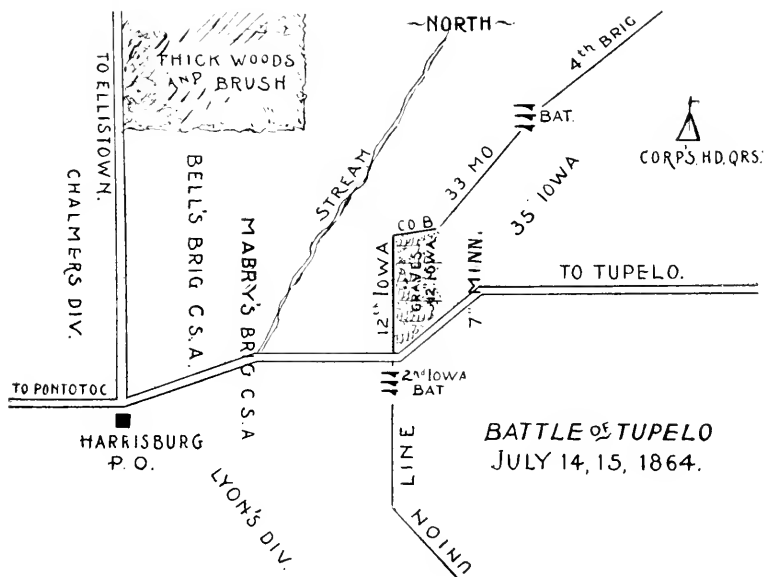 ~NORTH~
4th BRIG
TO ELLISTOWN.
THICK WOODS
AND BRUSH
BAT.
CORP'S. HD, QRS.
STREAM
33 MO
35 IOWA
CHALMERS DIV.
BELL'S BRIG C.S.A.
MABRY'S BRIG C.S.A
CO B
12th IOWA
GRAVES
12" IOWA
7" MINN.
TO TUPELO.
TO PONTOTOC
2nd IOWA
BAT
HARRISBURG
P. O.
LYON'S DIV.
UNION LINE
BATTLE OF TUPELO
JULY 14, 15, 1864.